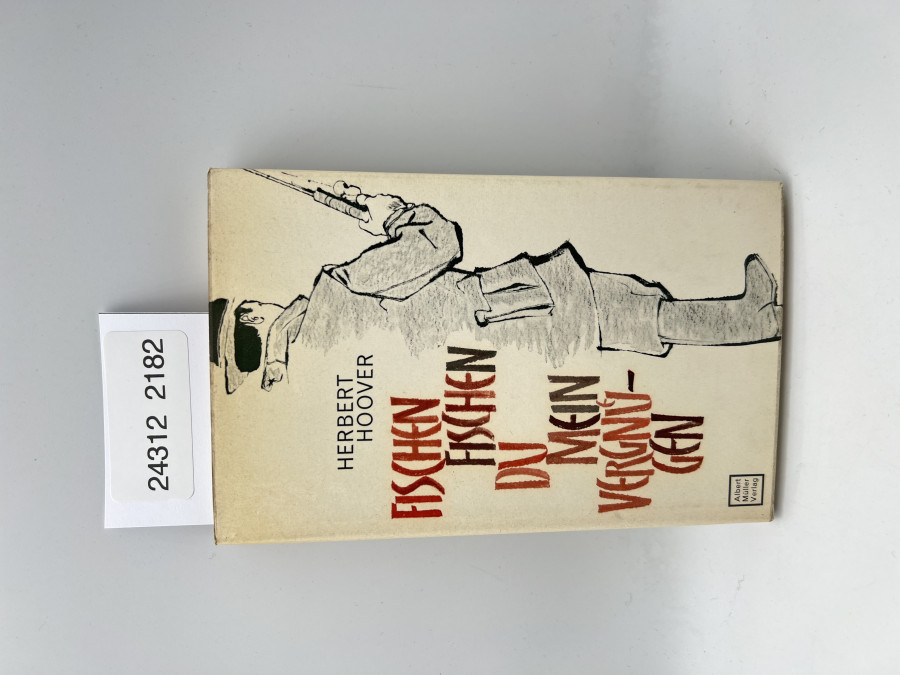 24312 2182
HERBERT
HOOVER
FISCHEN
FISCHEN
DU
MEIN
VERGNÜ-
GEN
Albert
Müller
Verlag